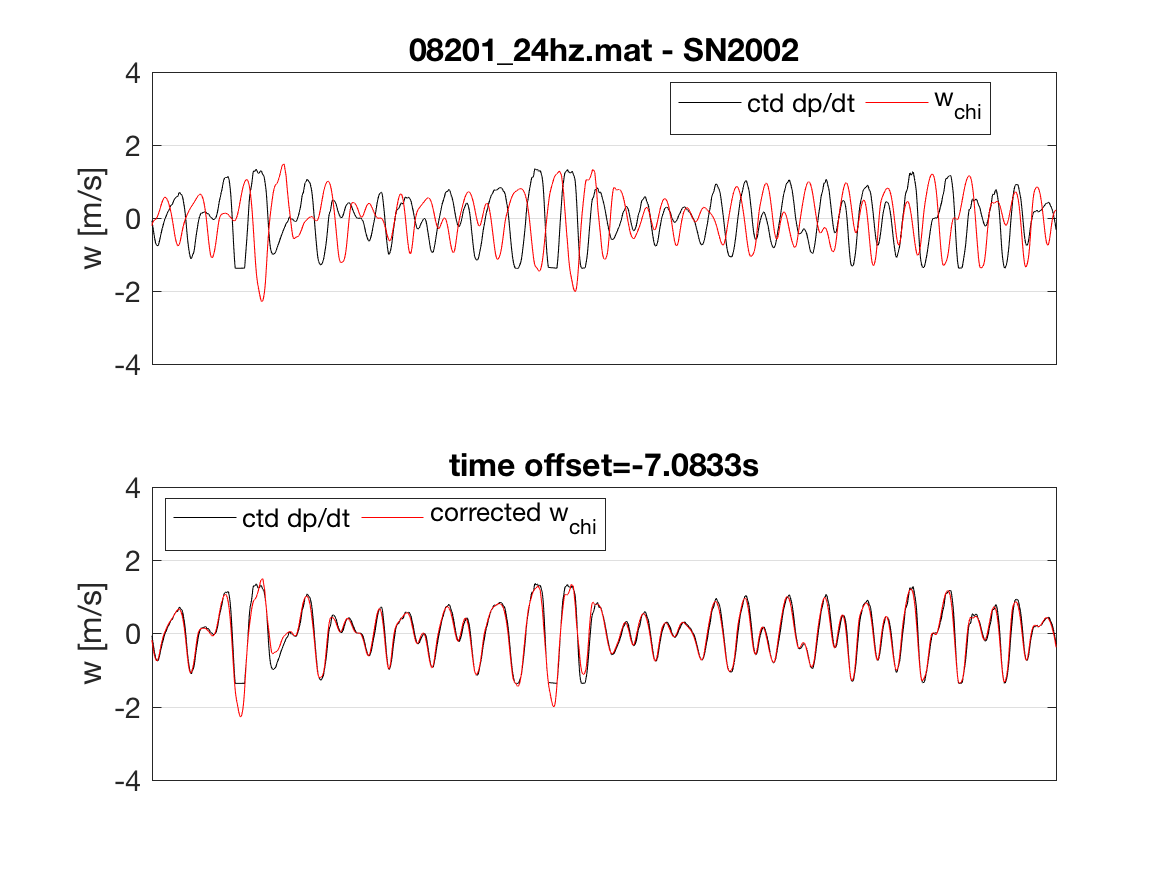 08201_24hz.mat - SN2002
4
ctd dp/dt w_chi
2
0
w [m/s]
-2
-4
time offset=-7.0833s
4
ctd dp/dt corrected w_chi
2
0
w [m/s]
-2
-4